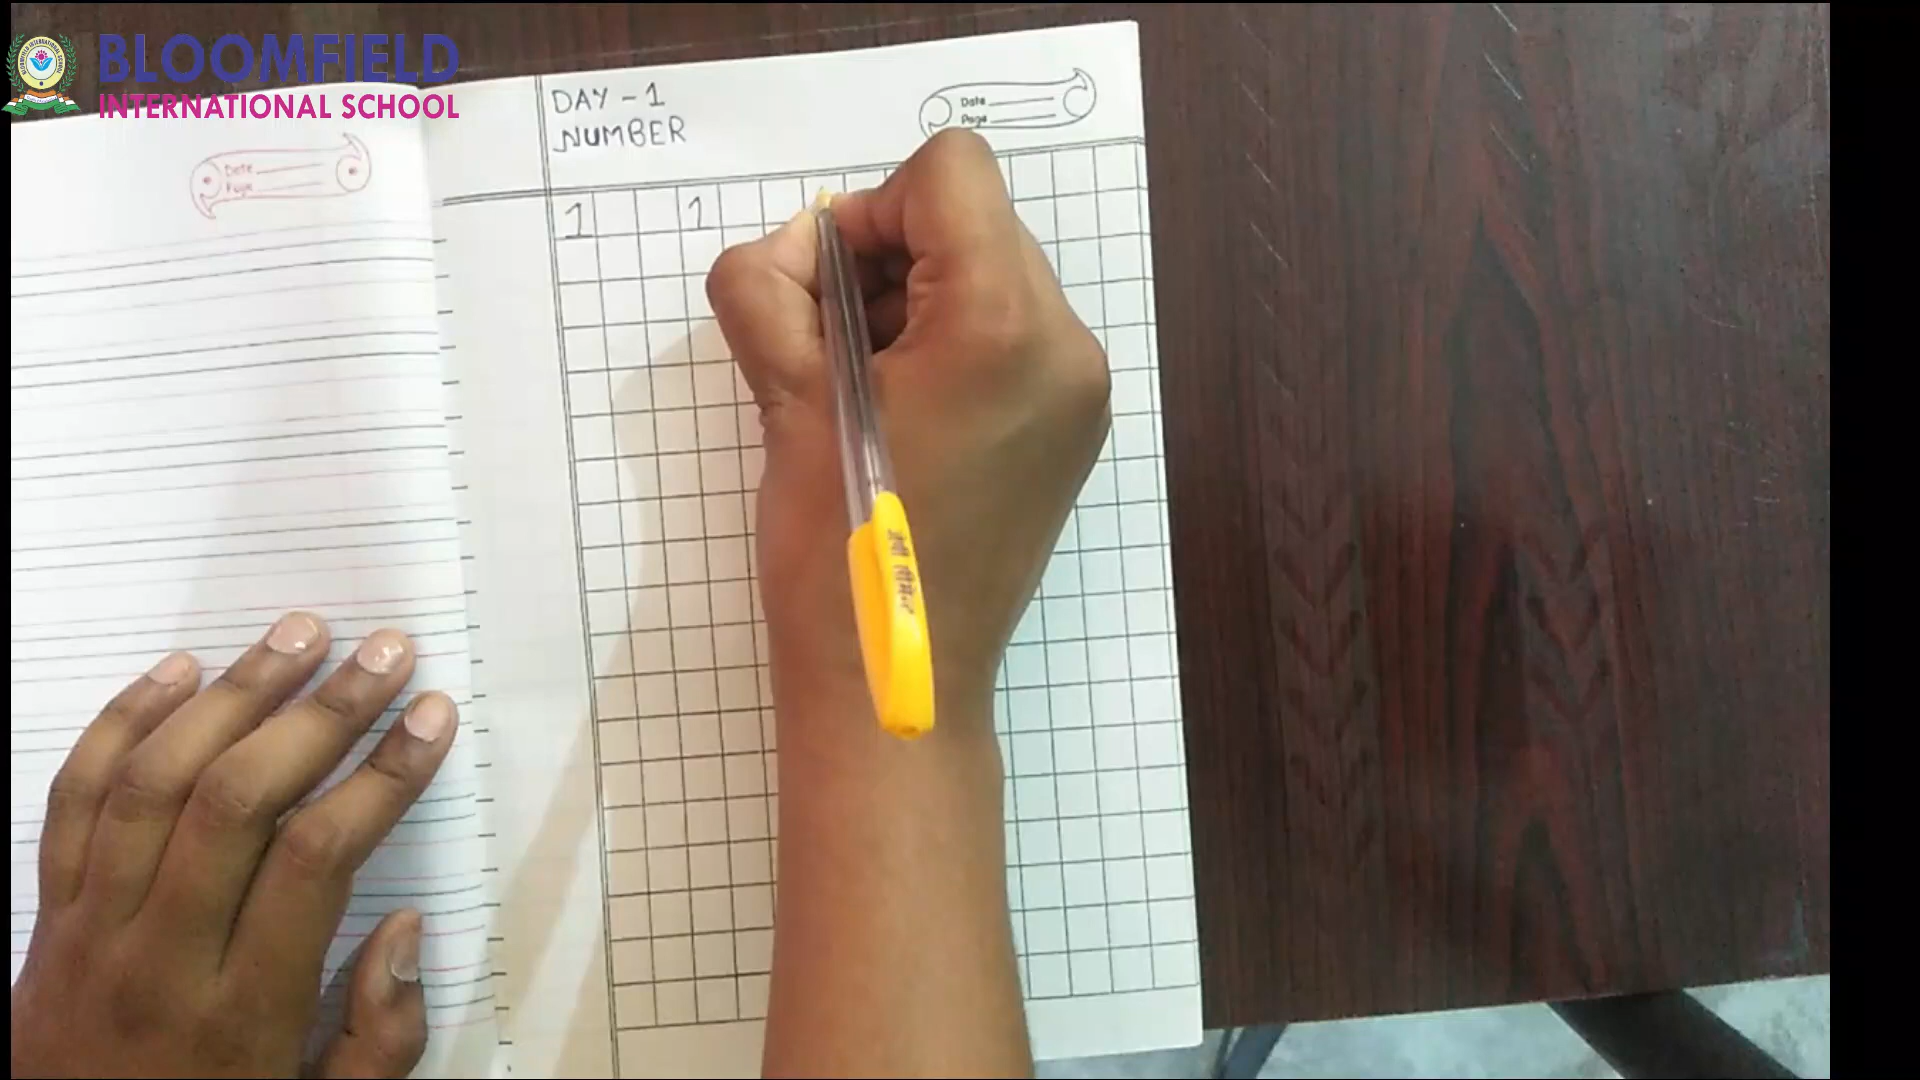 BLOOMFIELD
INTERNATIONAL SCHOOL
DAY - 1
NUMBER
Date
Page
Date
Page
1 1